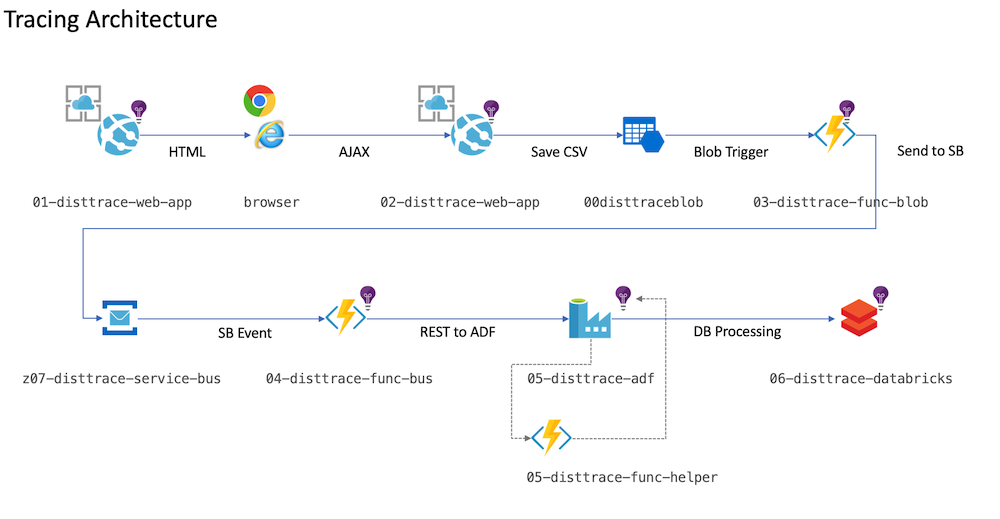 Tracing Architecture
HTML
AJAX
Save CSV
Blob Trigger
Send to SB
01-disttrace-web-app
browser
02-disttrace-web-app
00disttraceblob
03-disttrace-func-blob
SB Event
REST to ADF
DB Processing
z07-disttrace-service-bus
04-disttrace-func-bus
05-disttrace-adf
06-disttrace-databricks
05-disttrace-func-helper